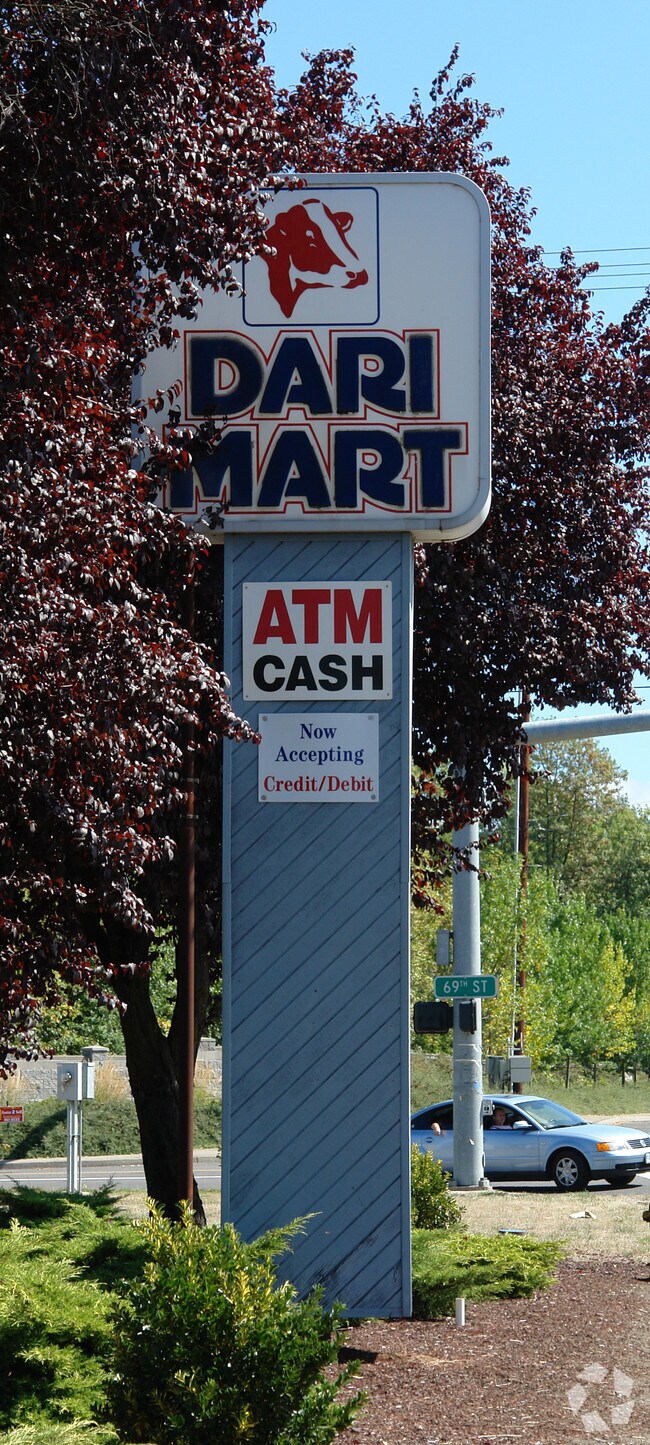 DARI
MART
ATM
CASH
Now
Accepting
Credit/Debit
69TH ST